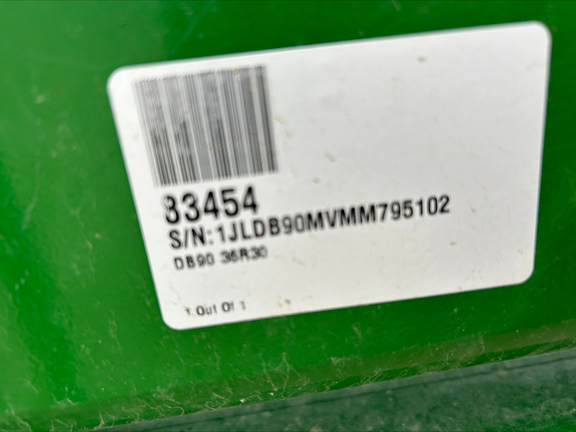 83454
S/N:1JLDB90MVMM795102
DB90 36R30
1 Out Of 1